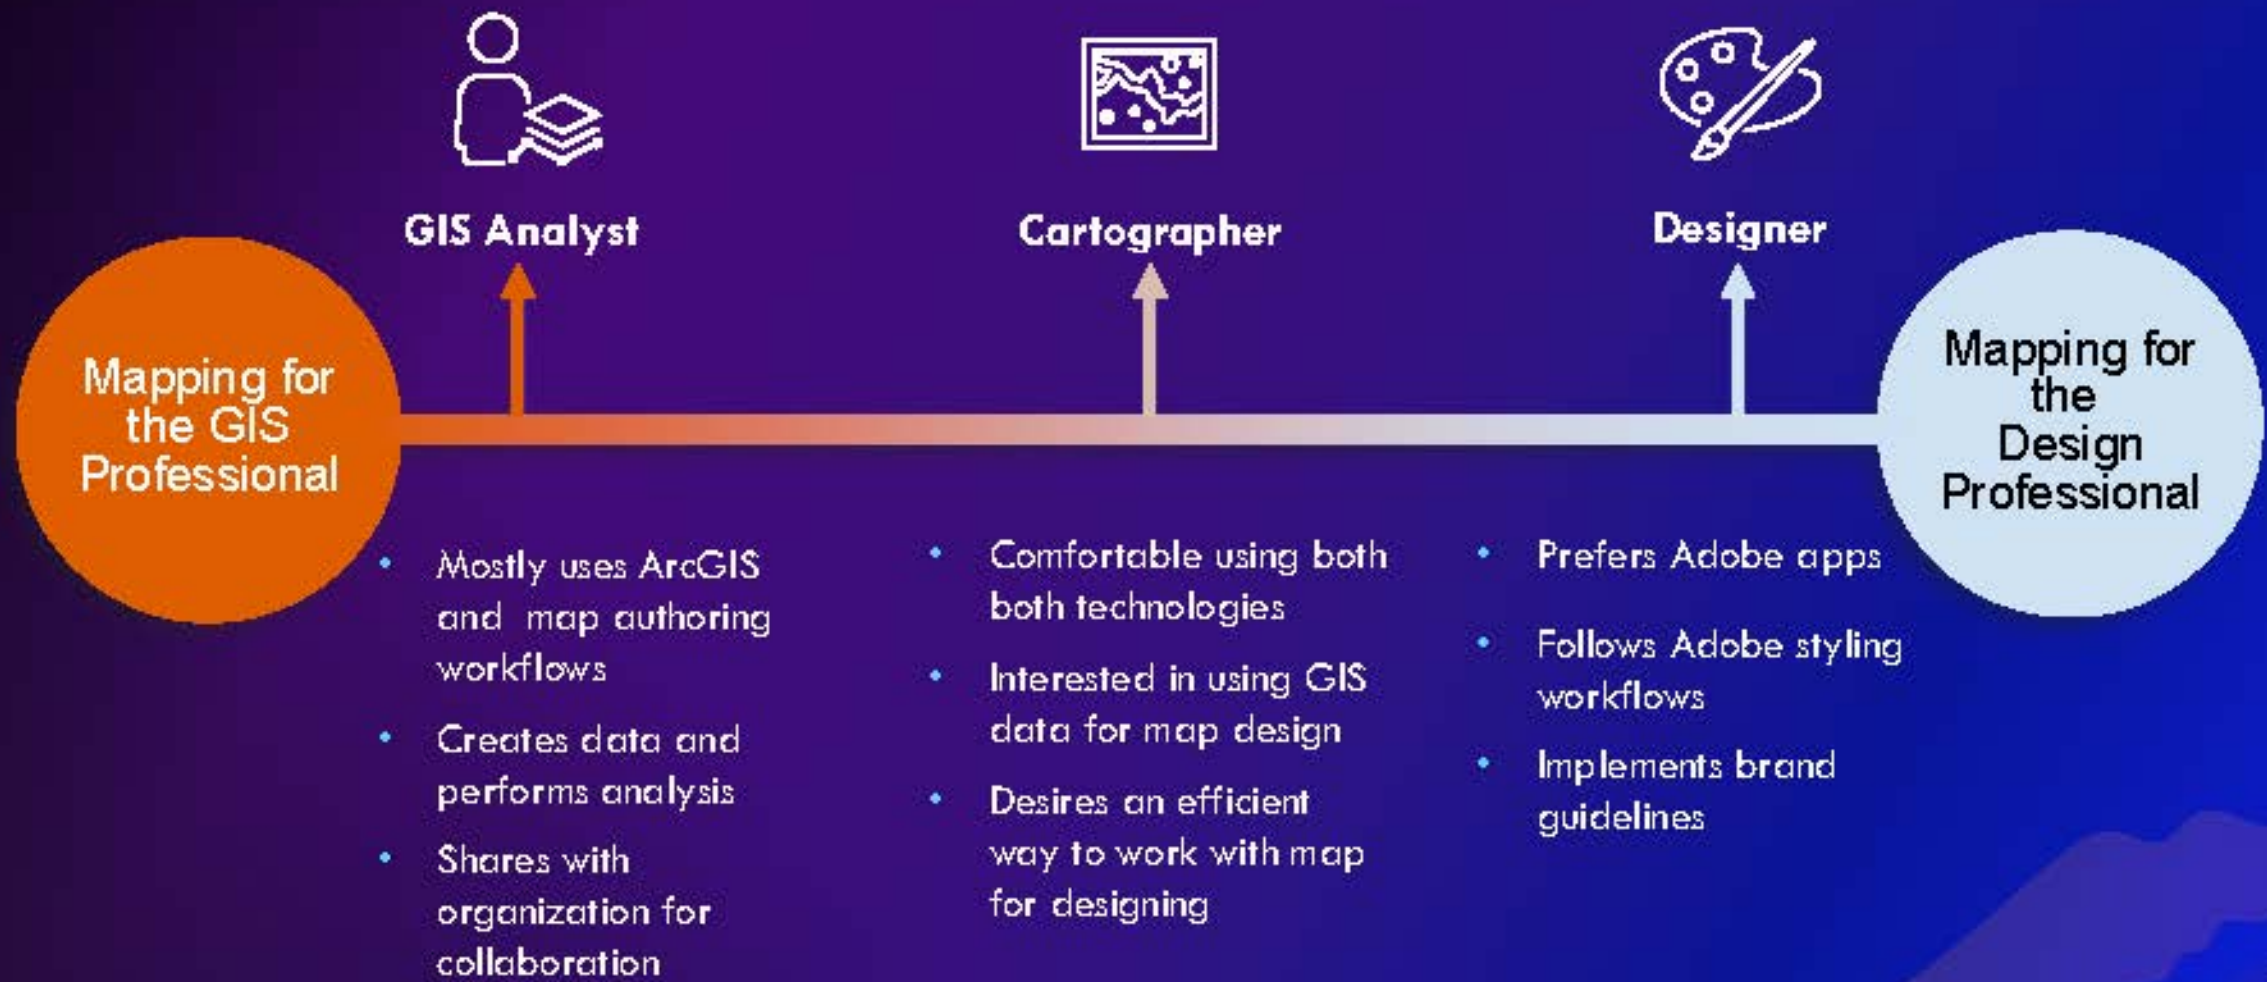 GIS Analyst
Cartographer
Designer
Mapping for
the GIS
Professional
Mapping for
the
Design
Professional
• Mostly uses ArcGIS
and map authoring
workflows
• Creates data and
performs analysis
• Shares with
organization for
collaboration
• Comfortable using both
both technologies
• Interested in using GIS
data for map design
• Desires an efficient
way to work with map
for designing
• Prefers Adobe apps
• Follows Adobe styling
workflows
• Implements brand
guidelines